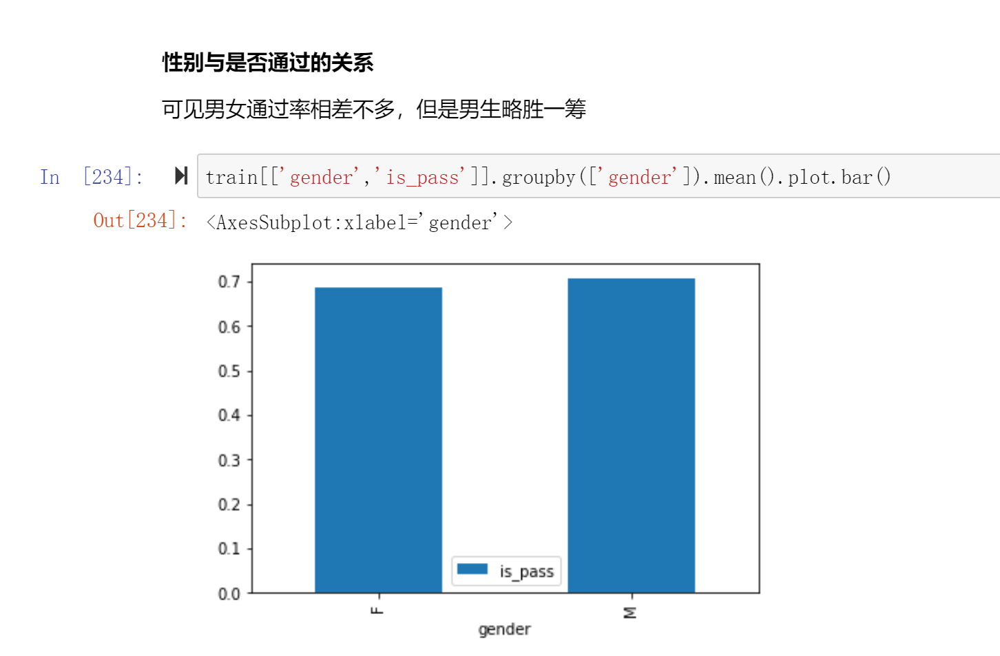 性别与是否通过的关系
可见男女通过率相差不多，但是男生略胜一筹
In [234]: train[['gender','is_pass']].groupby(['gender']).mean().plot.bar()
Out[234]: <AxesSubplot:xlabel='gender'>
0.7
0.6
0.5
0.4
0.3
0.2
0.1
0.0
is_pass
F
M
gender